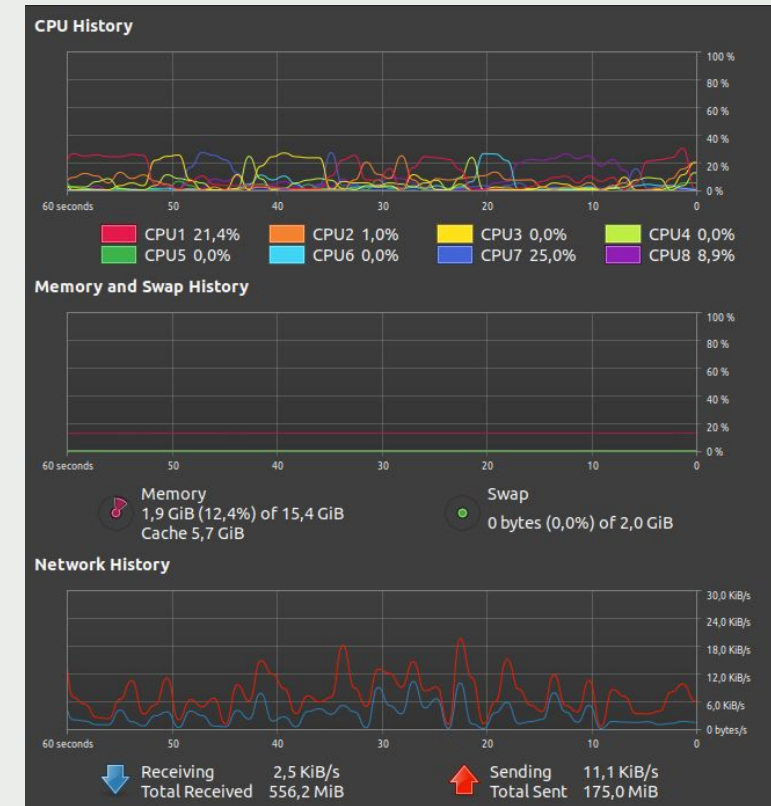 CPU History
100 %
80 %
60 %
40 %
20 %
0 %
60 seconds 50 40 30 20 10 0
CPU1 21,4% CPU2 1,0% CPU3 0,0% CPU4 0,0%
CPU5 0,0% CPU6 0,0% CPU7 25,0% CPU8 8,9%
Memory and Swap History
100 %
80 %
60 %
40 %
20 %
0 %
60 seconds 50 40 30 20 10 0
Memory
1,9 GiB (12,4%) of 15,4 GiB
Cache 5,7 GiB
Swap
0 bytes (0,0%) of 2,0 GiB
Network History
30,0 KiB/s
24,0 KiB/s
18,0 KiB/s
12,0 KiB/s
6,0 KiB/s
0 bytes/s
60 seconds 50 40 30 20 10 0
Receiving 2,5 KiB/s
Total Received 556,2 MiB
Sending 11,1 KiB/s
Total Sent 175,0 MiB